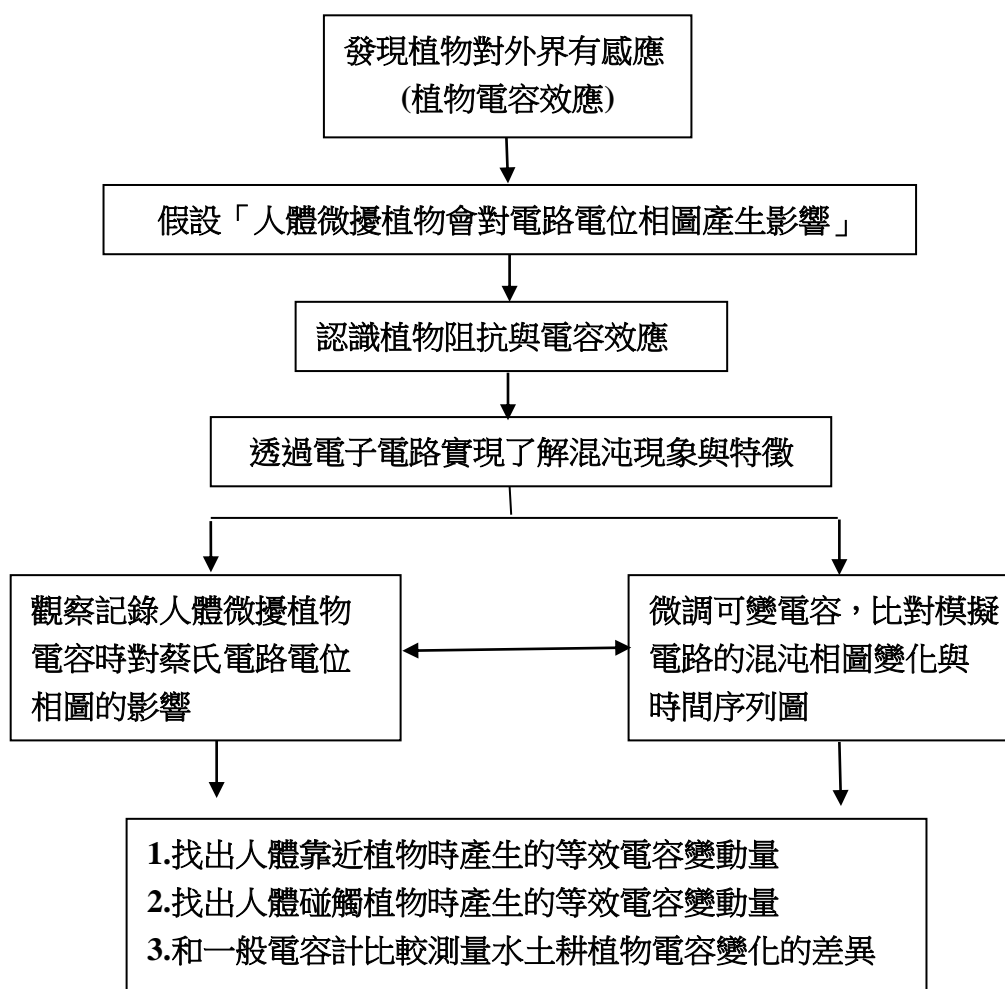 發現植物對外界有感應
(植物電容效應)
假設「人體微擾植物會對電路電位相圖產生影響」
認識植物阻抗與電容效應
透過電子電路實現了解混沌現象與特徵
觀察記錄人體微擾植物
電容時對蔡氏電路電位
相圖的影響
微調可變電容，比對模擬
電路的混沌相圖變化與
時間序列圖
1.找出人體靠近植物時產生的等效電容變動量
2.找出人體碰觸植物時產生的等效電容變動量
3.和一般電容計比較測量水土耕植物電容變化的差異